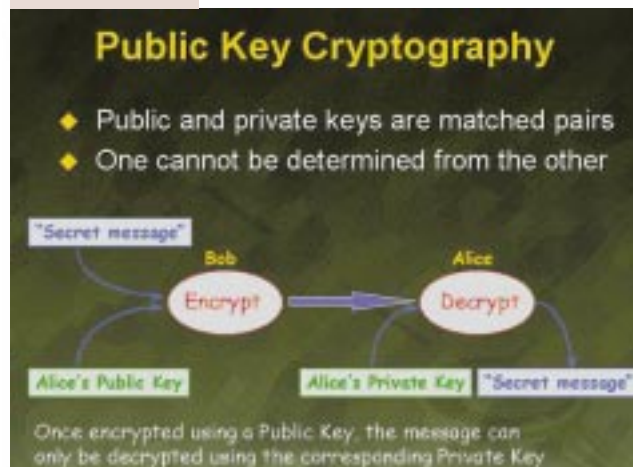 Public Key Cryptography
Public and private keys are matched pairs
One cannot be determined from the other
"Secret message"
Bob
Alice
Encrypt
Decrypt
Alice's Public Key
Alice's Private Key
"Secret message"
Once encrypted using a Public Key, the message can
only be decrypted using the corresponding Private Key